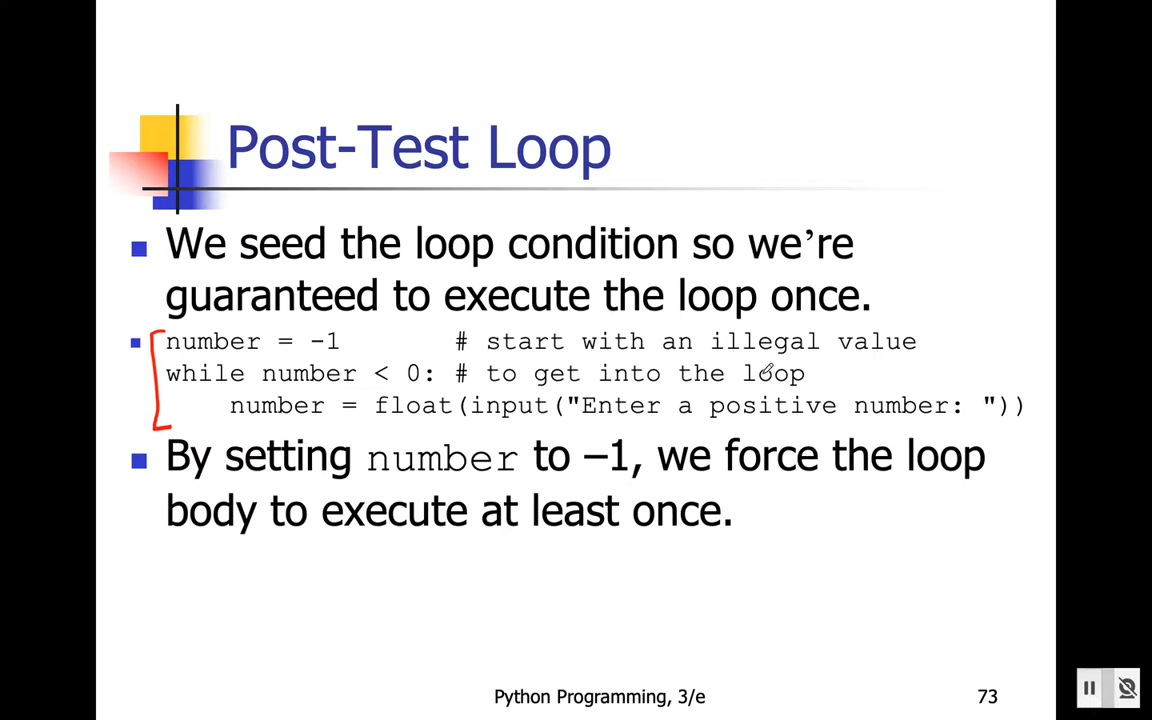 Post-Test Loop
We seed the loop condition so we’re
guaranteed to execute the loop once.
number = -1 # start with an illegal value
while number < 0: # to get into the loop
number = float(input("Enter a positive number: "))
By setting number to –1, we force the loop
body to execute at least once.
Python Programming, 3/e 73